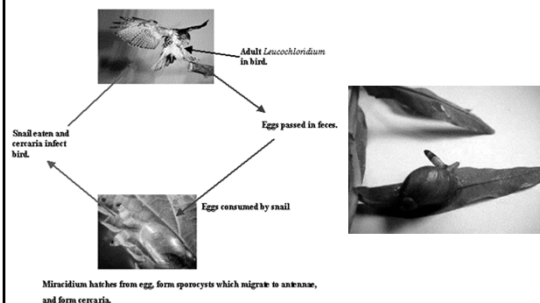 Adult Leucochloridium
in bird.
Eggs passed in feces.
Snail eaten and
cercaria infect
bird.
Eggs consumed by snail
Miracidium hatches from egg, form sporocysts which migrate to antennae,
and form cercaria.